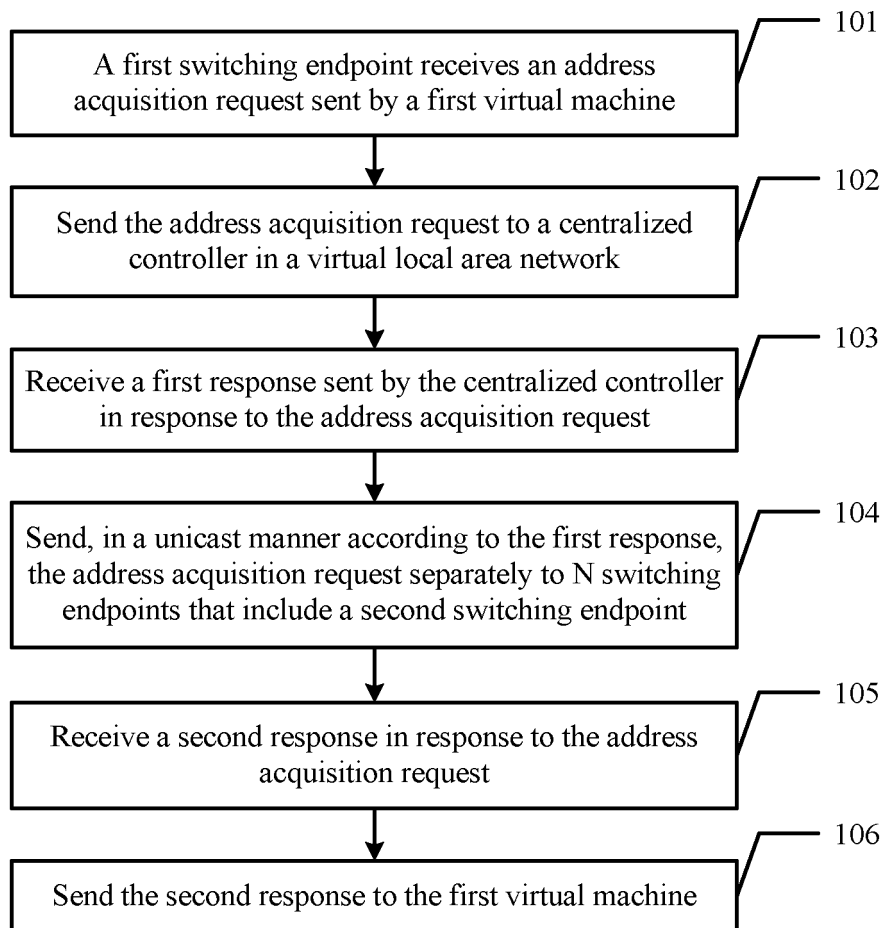 101
A first switching endpoint receives an address
acquisition request sent by a first virtual machine
102
Send the address acquisition request to a centralized
controller in a virtual local area network
103
Receive a first response sent by the centralized controller
in response to the address acquisition request
104
Send, in a unicast manner according to the first response,
the address acquisition request separately to N switching
endpoints that include a second switching endpoint
105
Receive a second response in response to the address
acquisition request
106
Send the second response to the first virtual machine